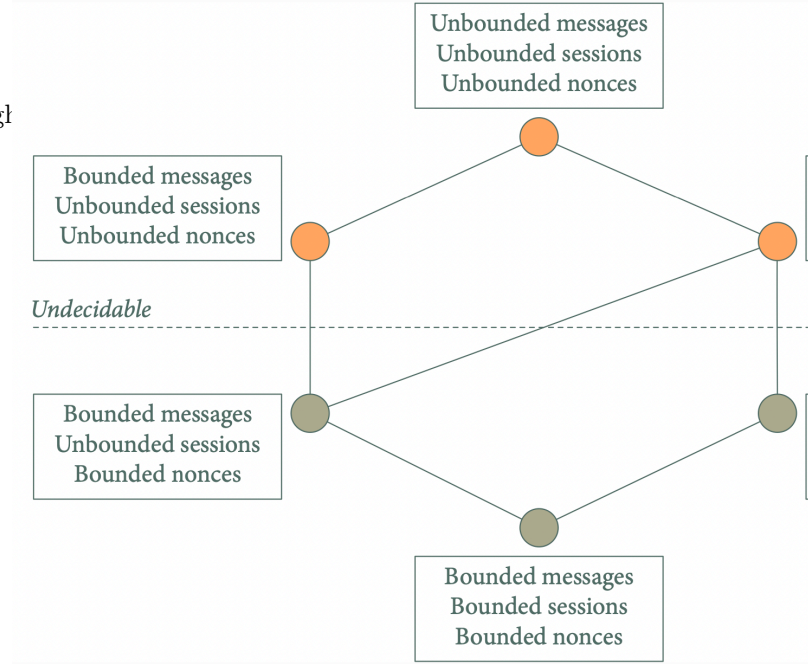 Unbounded messages
Unbounded sessions
Unbounded nonces
Bounded messages
Unbounded sessions
Unbounded nonces
Undecidable
Bounded messages
Unbounded sessions
Bounded nonces
Bounded messages
Bounded sessions
Bounded nonces